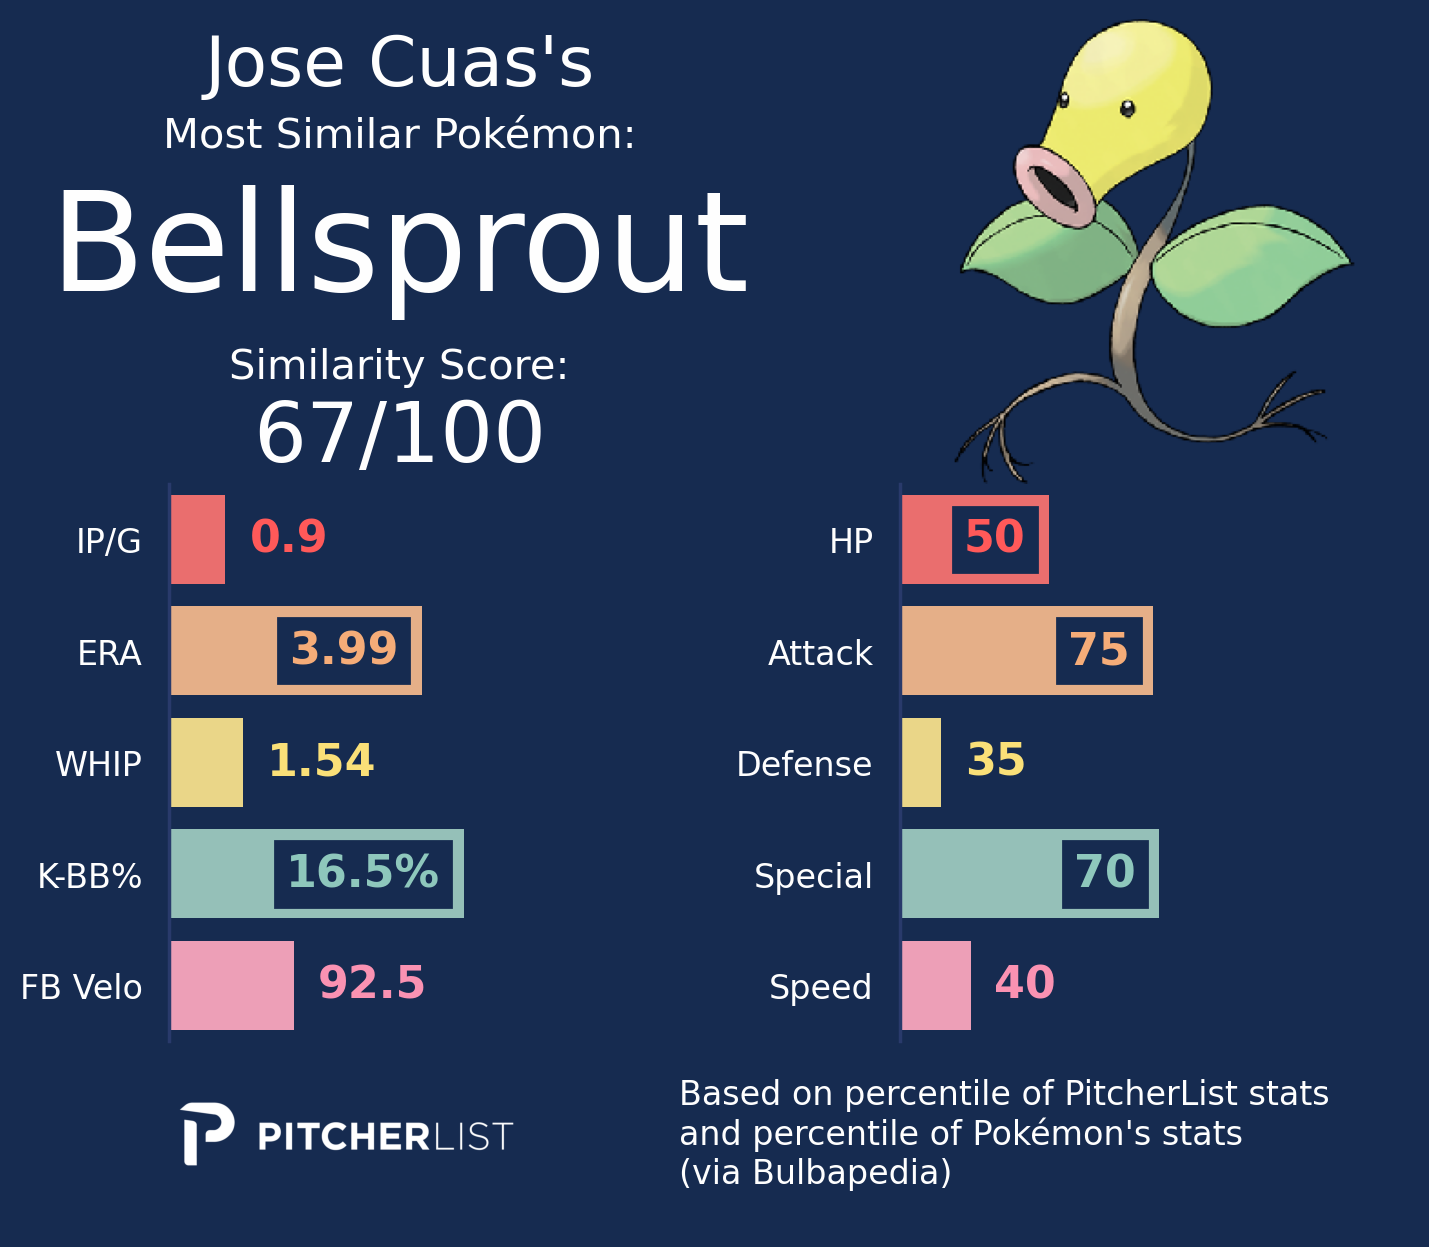 Jose Cuas's
Most Similar Pokémon:
Bellsprout
Similarity Score:
67/100
IP/G 0.9
ERA 3.99
WHIP 1.54
K-BB% 16.5%
FB Velo 92.5
HP 50
Attack 75
Defense 35
Special 70
Speed 40
PITCHERLIST
Based on percentile of PitcherList stats
and percentile of Pokémon's stats
(via Bulbapedia)